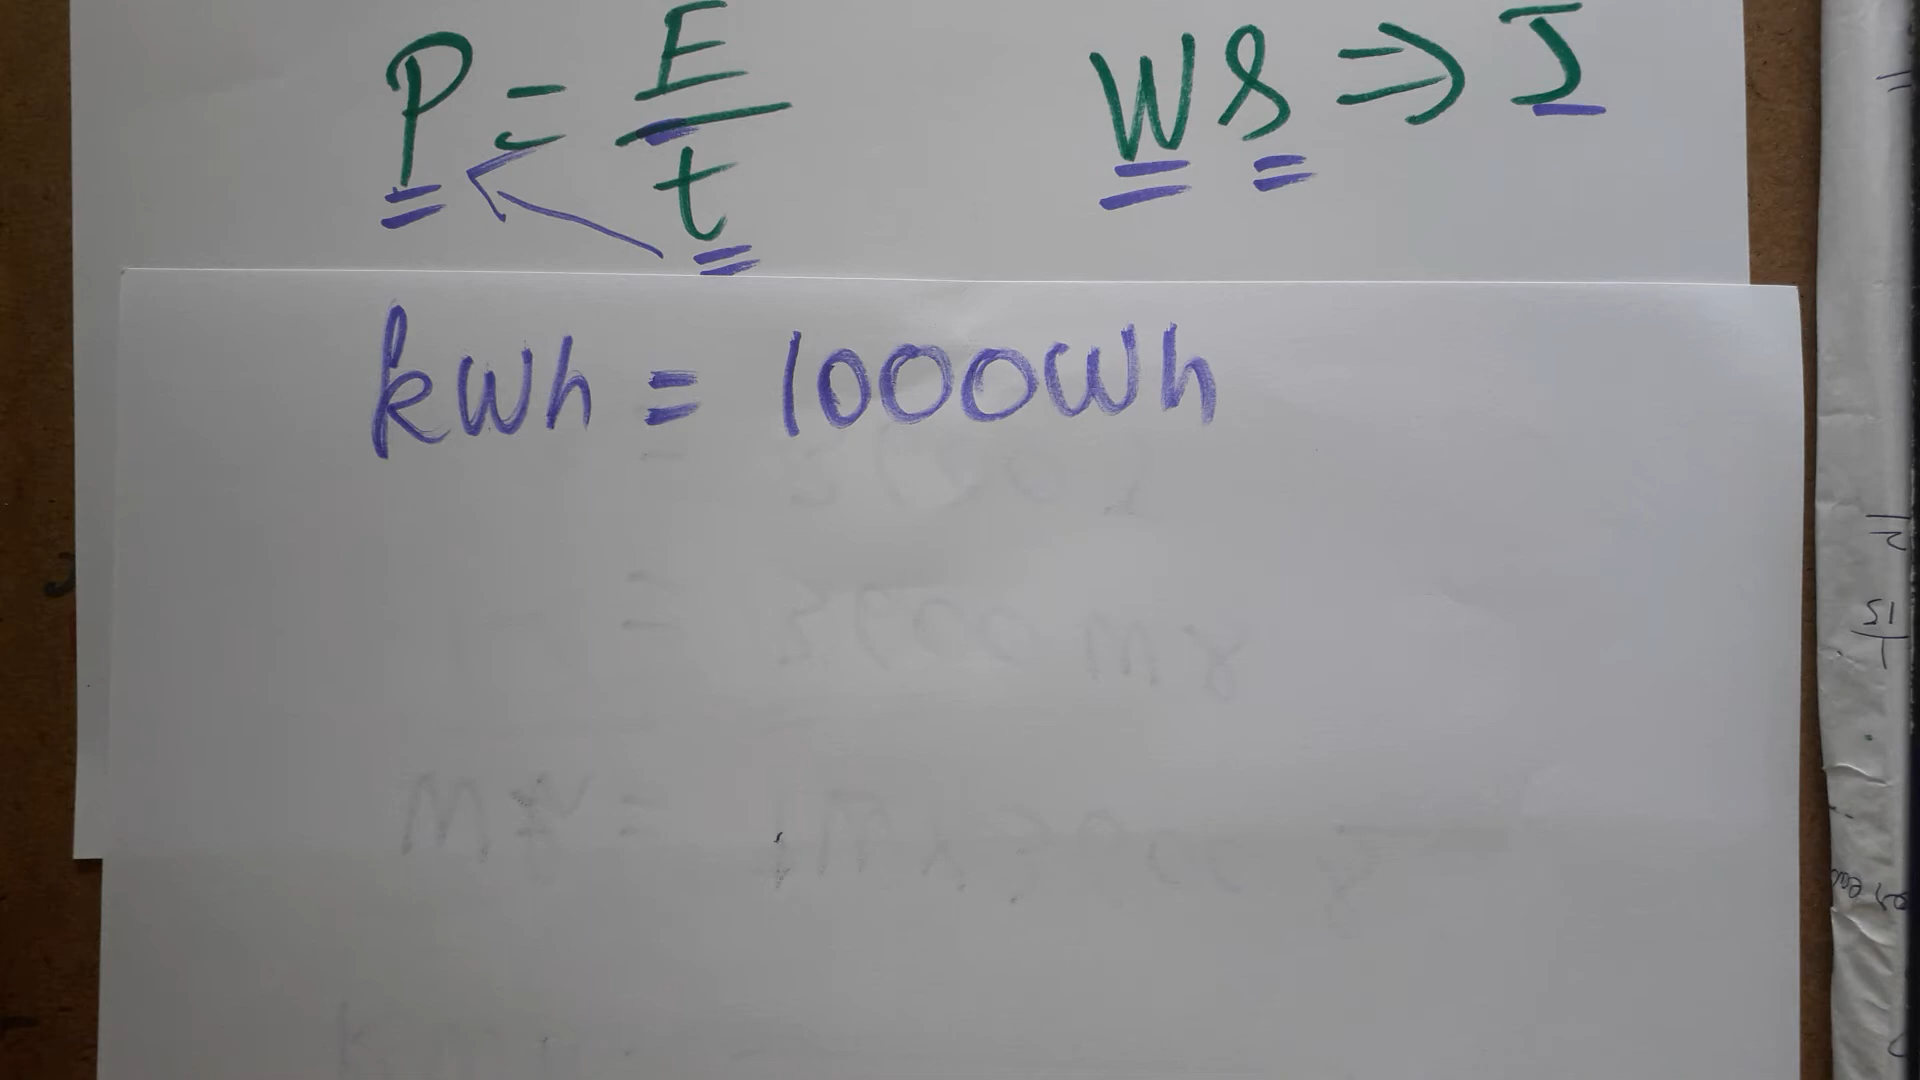 P = E/t
Ws ⇒ J
kWh = 1000Wh